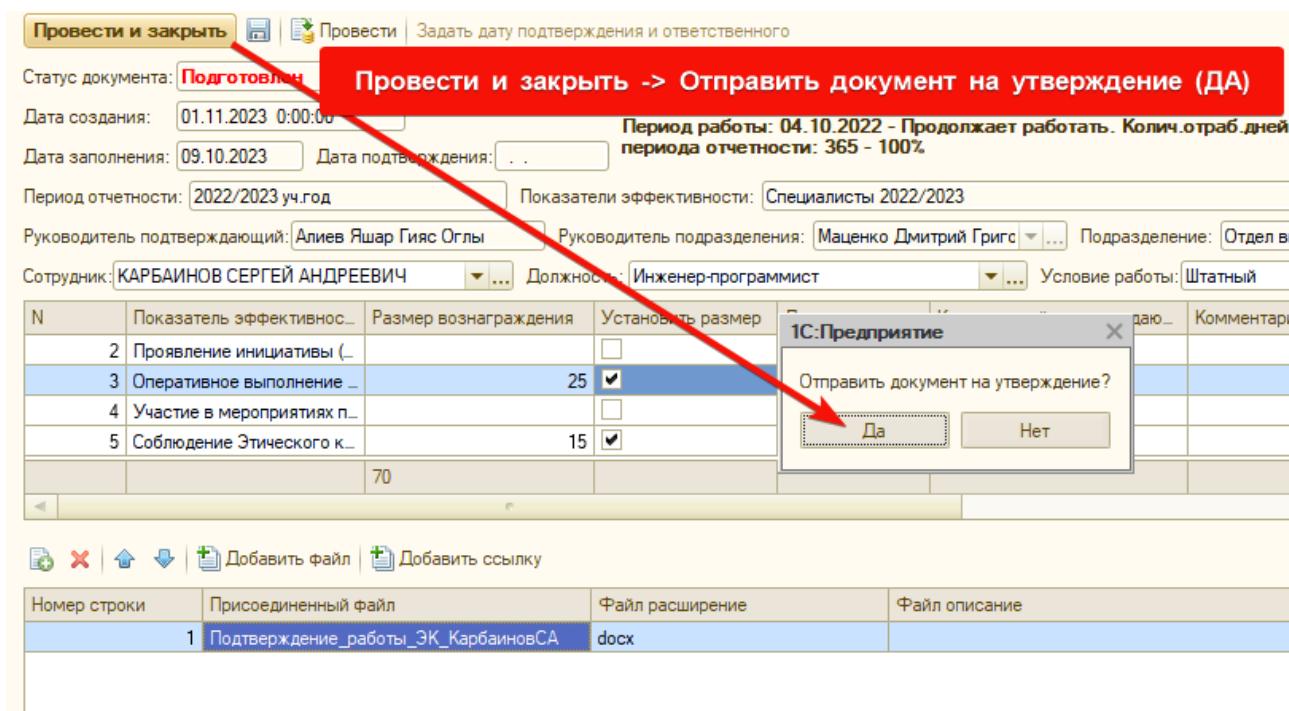 Провести и закрыть Провести Задать дату подтверждения и ответственного
Провести и закрыть -> Отправить документ на утверждение (ДА)
Статус документа: Подготовлен
Дата создания: 01.11.2023 0:00:00
Период работы: 04.10.2022 - Продолжает работать. Колич.отраб.дней
периода отчетности: 365 - 100%
Дата заполнения: 09.10.2023 Дата подтверждения: . .
Период отчетности: 2022/2023 уч.год Показатели эффективности: Специалисты 2022/2023
Руководитель подтверждающий: Алиев Яшар Гияс Оглы Руководитель подразделения: Маценко Дмитрий Григо ... Подразделение: Отдел в
Сотрудник: КАРБАИНОВ СЕРГЕЙ АНДРЕЕВИЧ ... Должность: Инженер-программист ... Условие работы: Штатный
N Показатель эффективнос... Размер вознаграждения Установить размер Комментари
2 Проявление инициативы (...
3 Оперативное выполнение ... 25
4 Участие в мероприятиях п...
5 Соблюдение Этического к... 15
70
1С:Предприятие
Отправить документ на утверждение?
Да Нет
Добавить файл Добавить ссылку
Номер строки Присоединенный файл Файл расширение Файл описание
1 Подтверждение_работы_ЭК_КарбаиновСА docx